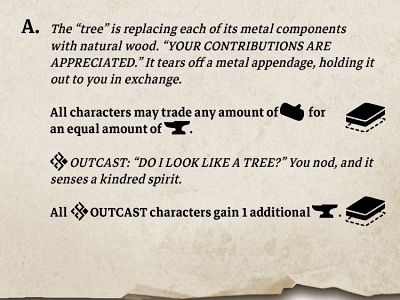 A. The “tree” is replacing each of its metal components
with natural wood. “YOUR CONTRIBUTIONS ARE
APPRECIATED.” It tears off a metal appendage, holding it
out to you in exchange.
All characters may trade any amount of for
an equal amount of .
OUTCAST: “DO I LOOK LIKE A TREE?” You nod, and it
senses a kindred spirit.
All OUTCAST characters gain 1 additional .